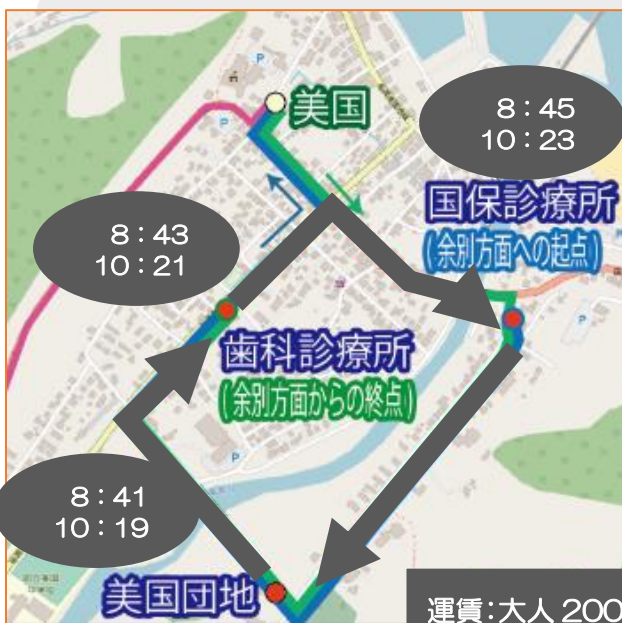 美国
8：45
10：23
国保診療所
(余別方面への起点)
8：43
10：21
歯科診療所
(余別方面からの終点)
8：41
10：19
美国団地
運賃：大人 200
P
P
P
P
P